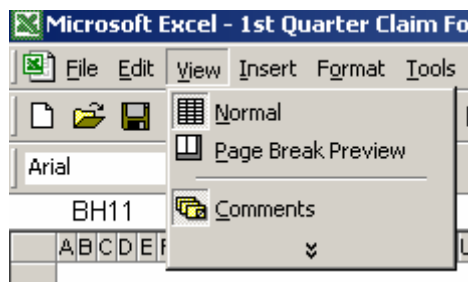 Microsoft Excel - 1st Quarter Claim Fo
File Edit View Insert Format Tools
Normal
Page Break Preview
Arial
Comments
BH11
A B C D E F